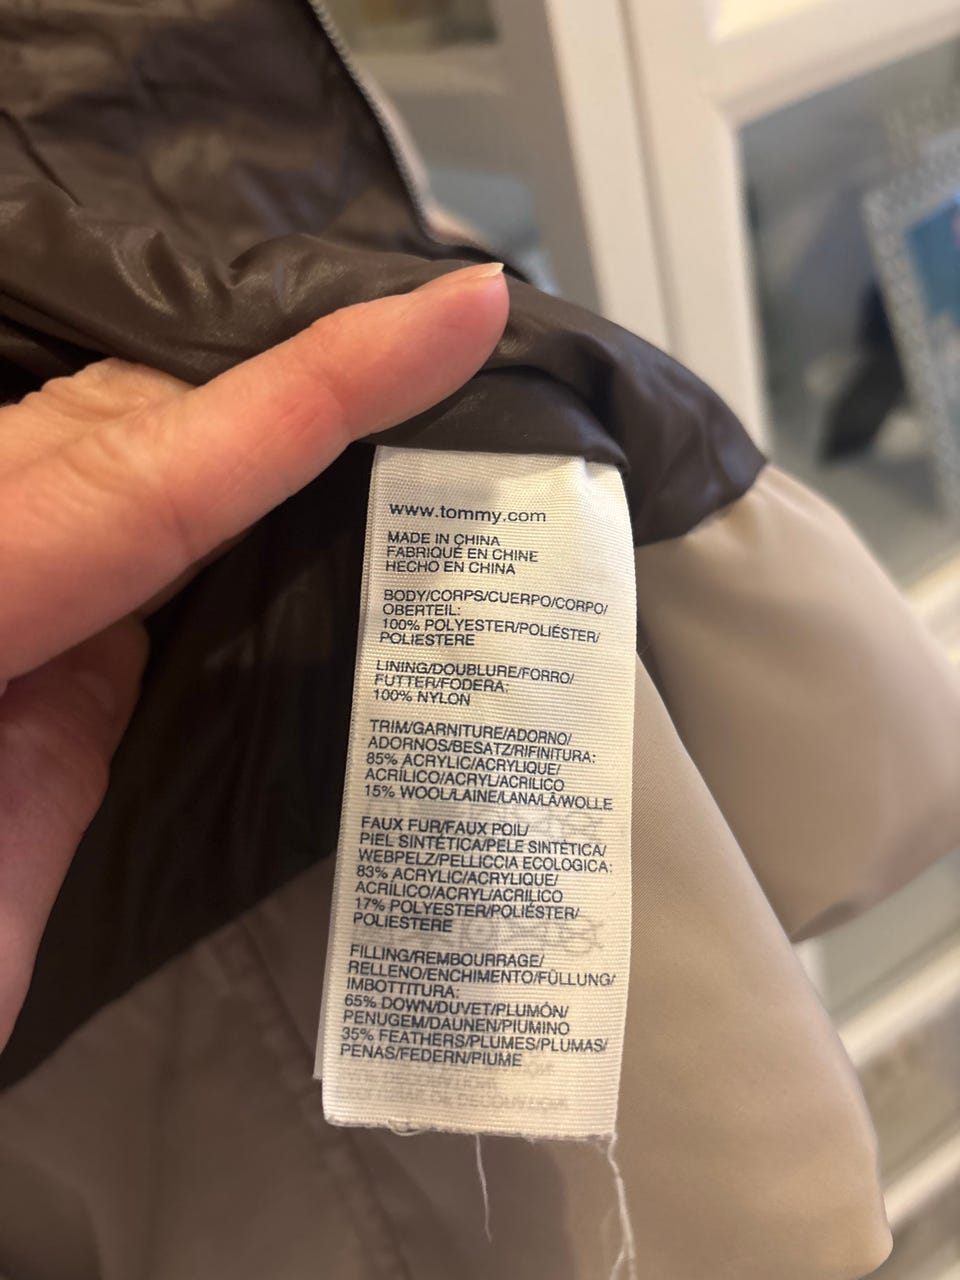 www.tommy.com
MADE IN CHINA
FABRIQUÉ EN CHINE
HECHO EN CHINA
BODY/CORPS/CUERPO/CORPO/
OBERTEIL:
100% POLYESTER/POLIÉSTER/
POLIESTERE
LINING/DOUBLURE/FORRO/
FUTTER/FODERA:
100% NYLON
TRIM/GARNITURE/ADORNO/
ADORNOS/BESATZ/RIFINITURA:
85% ACRYLIC/ACRYLIQUE/
ACRÍLICO/ACRYL/ACRILICO
15% WOOL/LAINE/LANA/LÃ/WOLLE
FAUX FUR/FAUX POIL/
PIEL SINTÉTICA/PELE SINTÉTICA/
WEBPELZ/PELLICCIA ECOLOGICA:
83% ACRYLIC/ACRYLIQUE/
ACRÍLICO/ACRYL/ACRILICO
17% POLYESTER/POLIÉSTER/
POLIESTERE
FILLING/REMBOURRAGE/
RELLENO/ENCHIMENTO/FÜLLUNG/
IMBOTTITURA:
65% DOWN/DUVET/PLUMÓN/
PENUGEM/DAUNEN/PIUMINO
35% FEATHERS/PLUMES/PLUMAS/
PENAS/FEDERN/PIUME